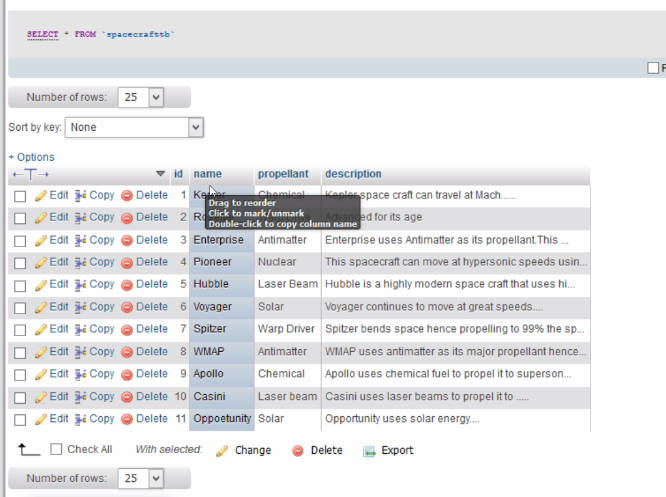 SELECT * FROM `spacecrafttb`
Number of rows: 25
Sort by key: None
+ Options
id name propellant description
Edit Copy Delete 1 Chemical Kepler space craft can travel at Mach......
Drag to reorder
Click to mark/unmark
Double-click to copy column name
Edit Copy Delete 2 for its age
Edit Copy Delete 3 Enterprise Antimatter Enterprise uses Antimatter as its propellant.This ...
Edit Copy Delete 4 Pioneer Nuclear This spacecraft can move at hypersonic speeds usin...
Edit Copy Delete 5 Hubble Laser Beam Hubble is a highly modern space craft that uses hi...
Edit Copy Delete 6 Voyager Solar Voyager continues to move at great speeds....
Edit Copy Delete 7 Spitzer Warp Driver Spitzer bends space hence propelling to 99% the sp...
Edit Copy Delete 8 WMAP Antimatter WMAP uses antimatter as its major propellant hence...
Edit Copy Delete 9 Apollo Chemical Apollo uses chemical fuel to propel it to superson...
Edit Copy Delete 10 Casini Laser beam Casini uses laser beams to propel it to .....
Edit Copy Delete 11 Oppoetunity Solar Opportunity uses solar energy....
Check All With selected: Change Delete Export
Number of rows: 25